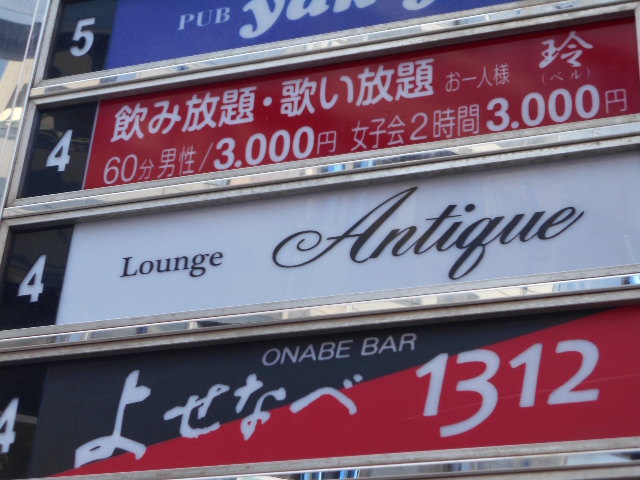 5 PUB
4 飲み放題・歌い放題 お一人様 玲
(ベル)
60分 男性/3.000円 女子会2時間3.000円
4 Lounge Antique
ONABE BAR
4 よせなべ 1312